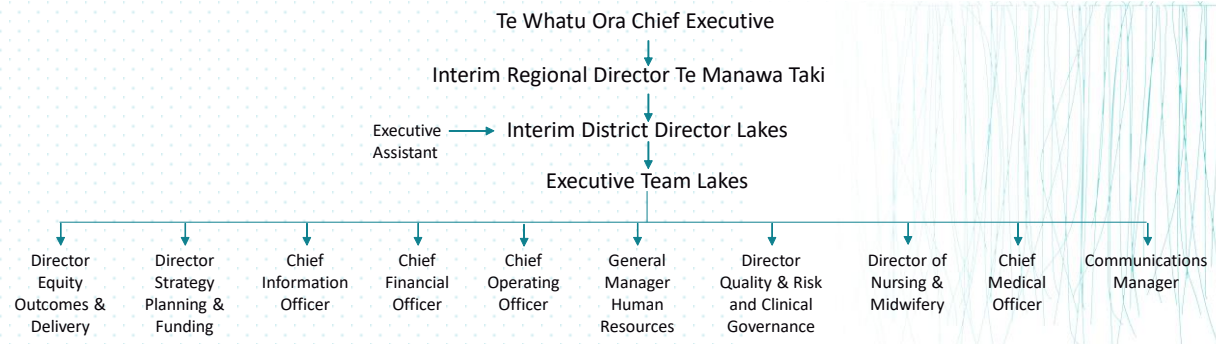 Te Whatu Ora Chief Executive
Interim Regional Director Te Manawa Taki
Executive
Assistant
Interim District Director Lakes
Executive Team Lakes
Director
Equity
Outcomes &
Delivery
Director
Strategy
Planning &
Funding
Chief
Information
Officer
Chief
Financial
Officer
Chief
Operating
Officer
General
Manager
Human
Resources
Director
Quality & Risk
and Clinical
Governance
Director of
Nursing &
Midwifery
Chief
Medical
Officer
Communications
Manager